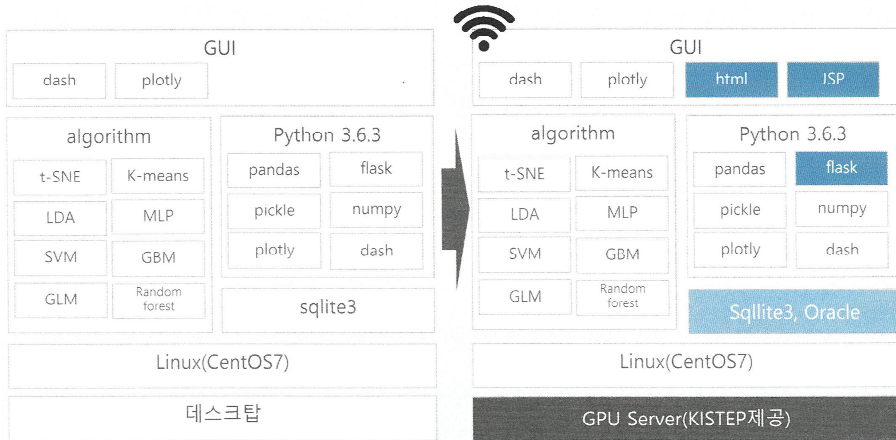 GUI
dash
plotly
algorithm
t-SNE
K-means
LDA
MLP
SVM
GBM
GLM
Random
forest
Python 3.6.3
pandas
flask
pickle
numpy
plotly
dash
sqlite3
Linux(CentOS7)
데스크탑
GUI
dash
plotly
html
JSP
algorithm
t-SNE
K-means
LDA
MLP
SVM
GBM
GLM
Random
forest
Python 3.6.3
pandas
flask
pickle
numpy
plotly
dash
Sqllite3, Oracle
Linux(CentOS7)
GPU Server(KISTEP제공)